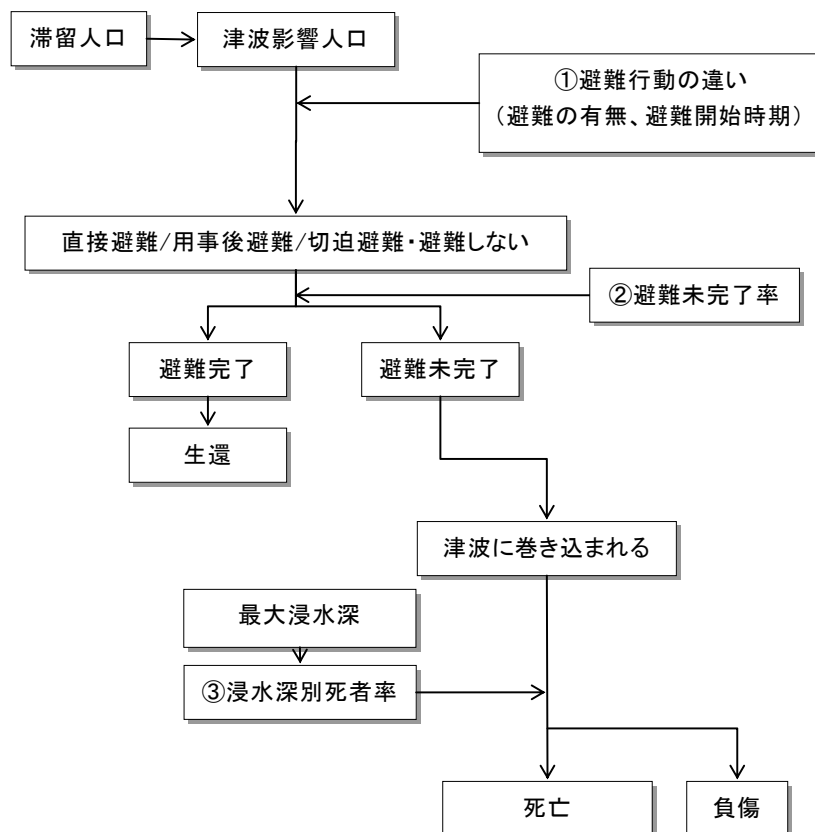 滞留人口
津波影響人口
①避難行動の違い
(避難の有無、避難開始時期)
直接避難/用事後避難/切迫避難・避難しない
②避難未完了率
避難完了
避難未完了
生還
津波に巻き込まれる
最大浸水深
③浸水深別死者率
死亡
負傷